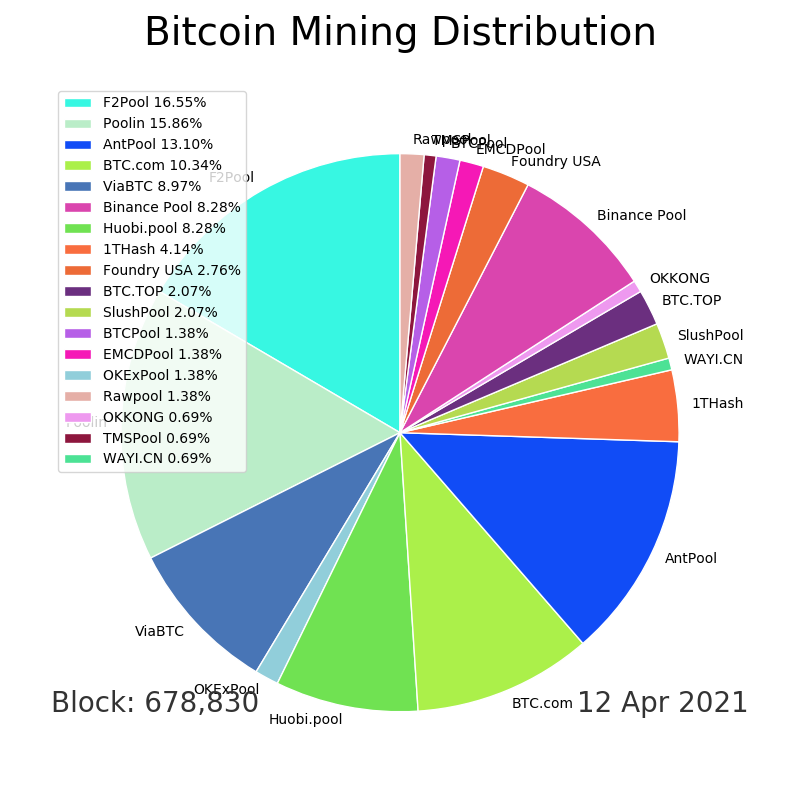 Bitcoin Mining Distribution
F2Pool 16.55%
Poolin 15.86%
AntPool 13.10%
BTC.com 10.34%
ViaBTC 8.97%
Binance Pool 8.28%
Huobi.pool 8.28%
1THash 4.14%
Foundry USA 2.76%
BTC.TOP 2.07%
SlushPool 2.07%
BTCPool 1.38%
EMCDPool 1.38%
OKExPool 1.38%
Rawpool 1.38%
OKKONG 0.69%
TMSPool 0.69%
WAYI.CN 0.69%
Rawpool
TMSPool
BTCPool
EMCDPool
Foundry USA
F2Pool
Binance Pool
OKKONG
BTC.TOP
SlushPool
WAYI.CN
1THash
Poolin
AntPool
ViaBTC
OKExPool
Huobi.pool
BTC.com
Block: 678,830
12 Apr 2021